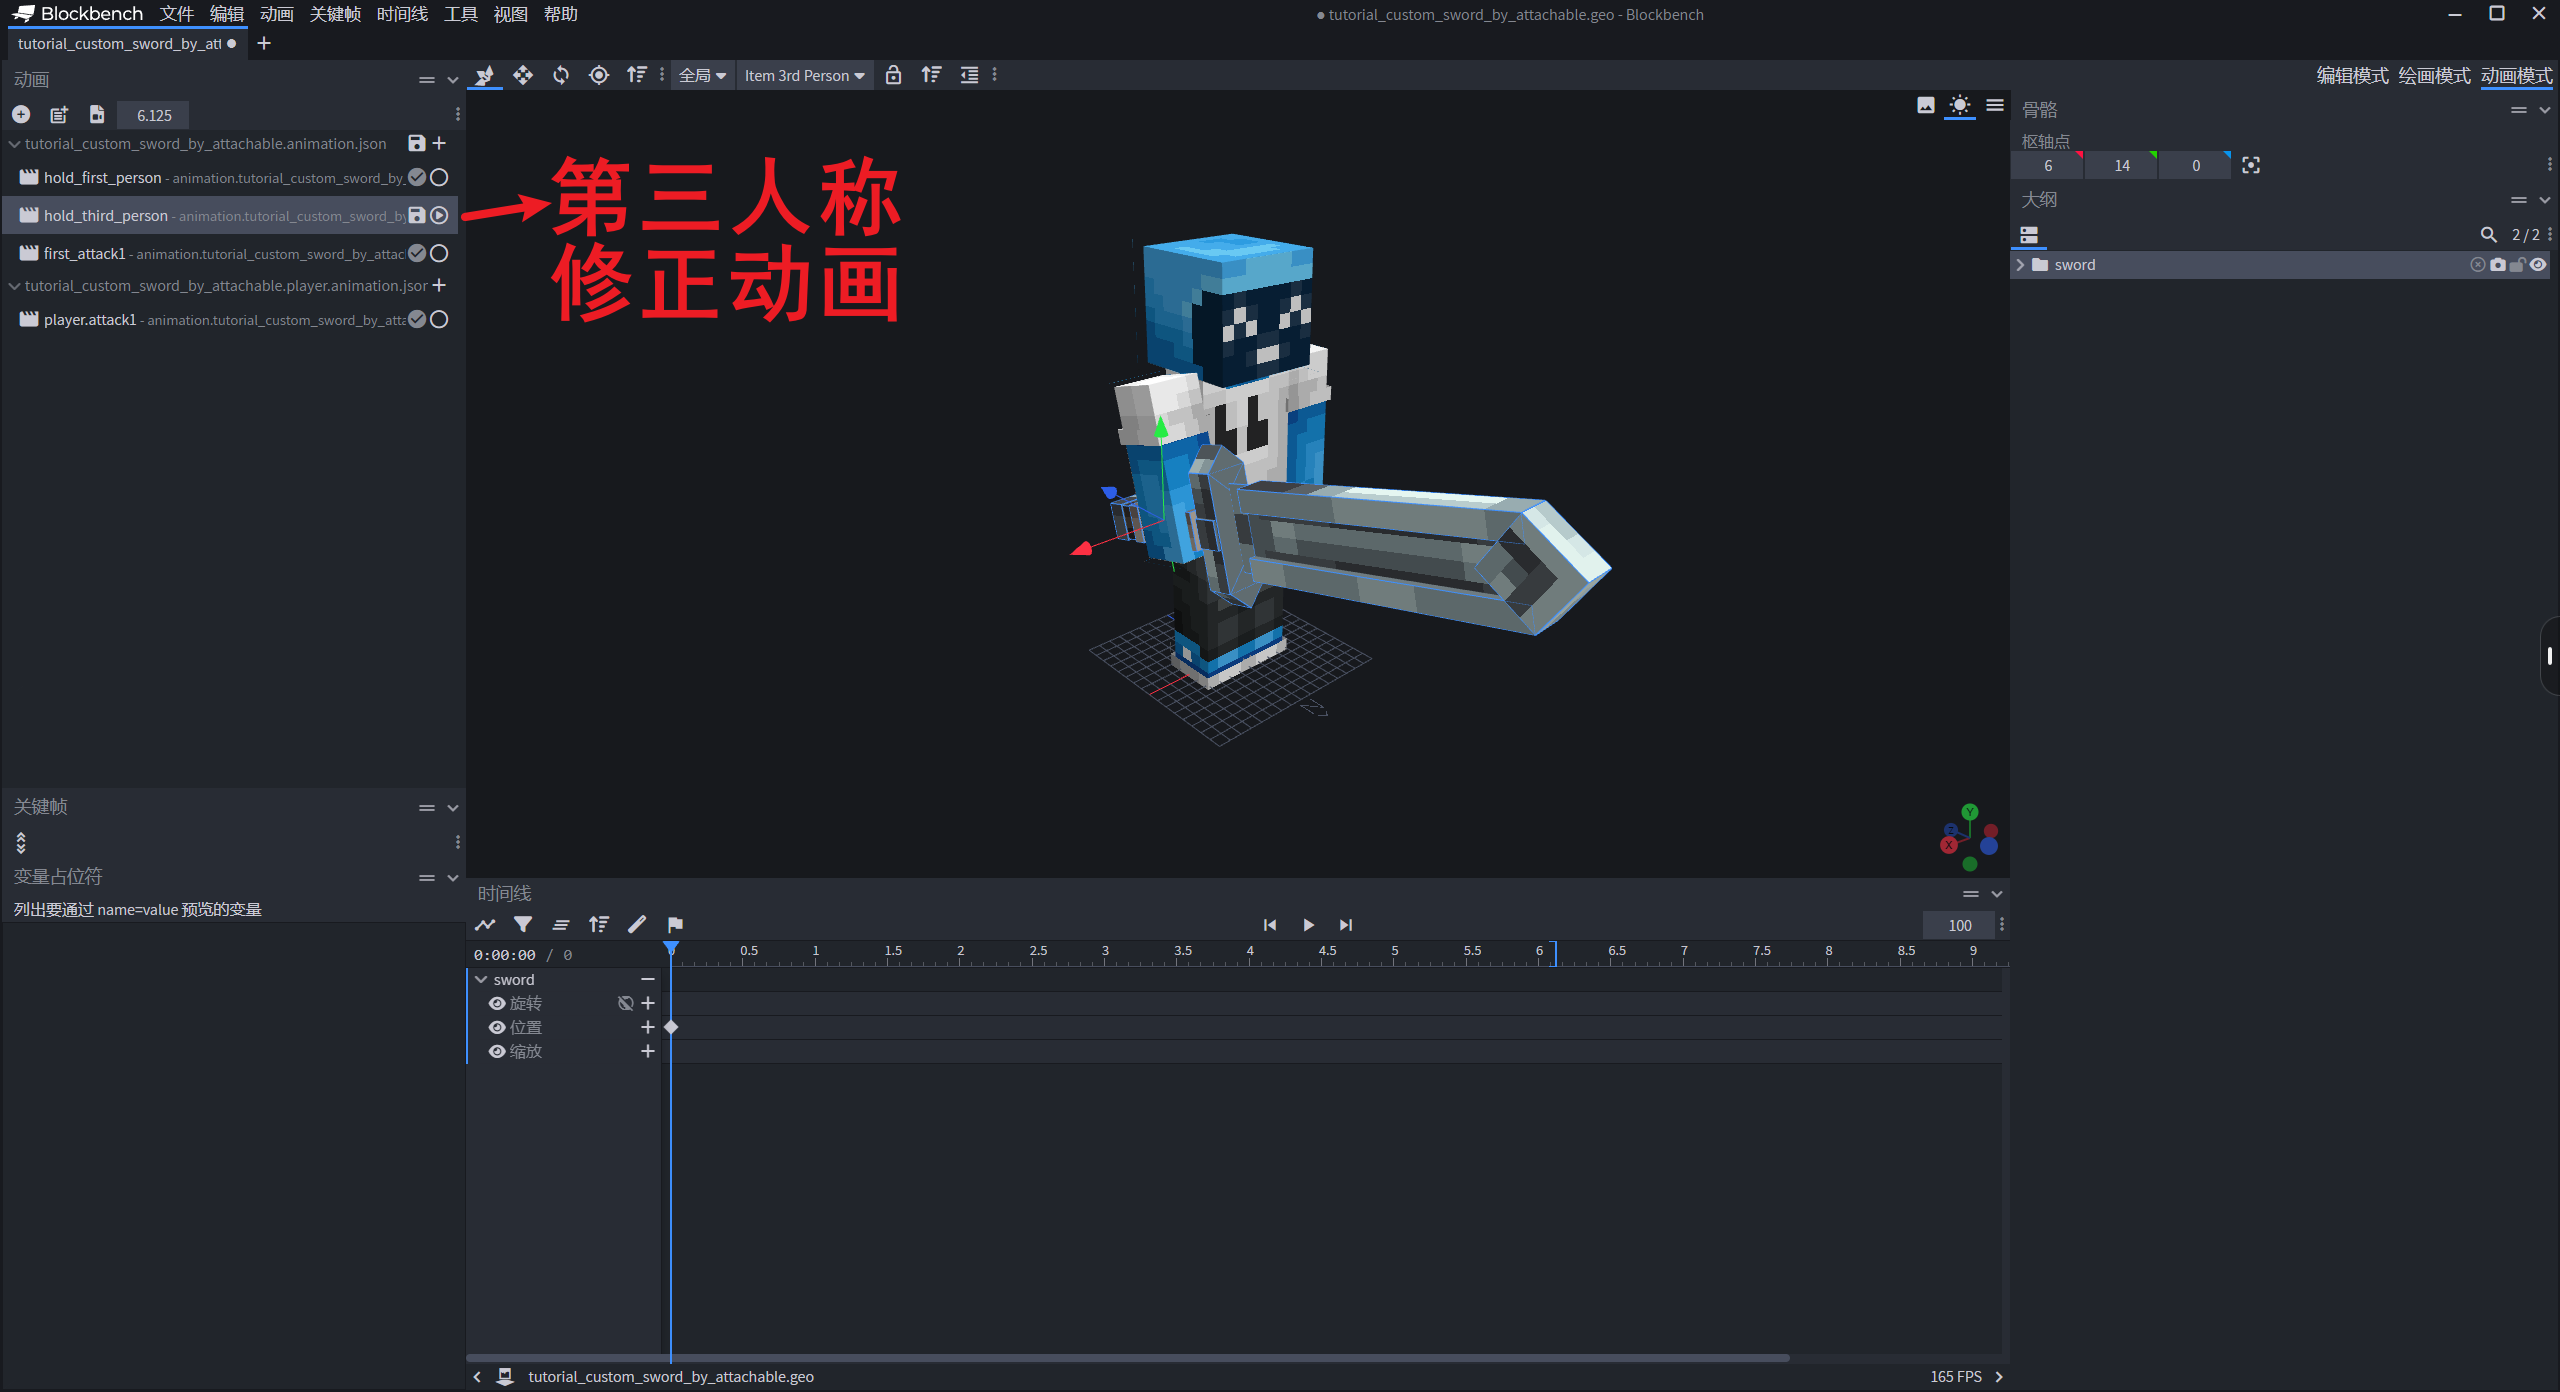 Blockbench 文件 编辑 动画 关键帧 时间线 工具 视图 帮助
● tutorial_custom_sword_by_attachable.geo - Blockbench
tutorial_custom_sword_by_att
动画
全局
Item 3rd Person
编辑模式 绘画模式 动画模式
6.125
tutorial_custom_sword_by_attachable.animation.json
hold_first_person - animation.tutorial_custom_sword_by_
hold_third_person - animation.tutorial_custom_sword_by
first_attack1 - animation.tutorial_custom_sword_by_attac
tutorial_custom_sword_by_attachable.player.animation.jsor
player.attack1 - animation.tutorial_custom_sword_by_atta
第三人称
修正动画
骨骼
枢轴点
6 14 0
大纲
2 / 2
sword
Y
Z
X
关键帧
变量占位符
列出要通过 name=value 预览的变量
时间线
100
0:00:00 / 0
0 0.5 1 1.5 2 2.5 3 3.5 4 4.5 5 5.5 6 6.5 7 7.5 8 8.5 9
sword
旋转
位置
缩放
tutorial_custom_sword_by_attachable.geo
165 FPS